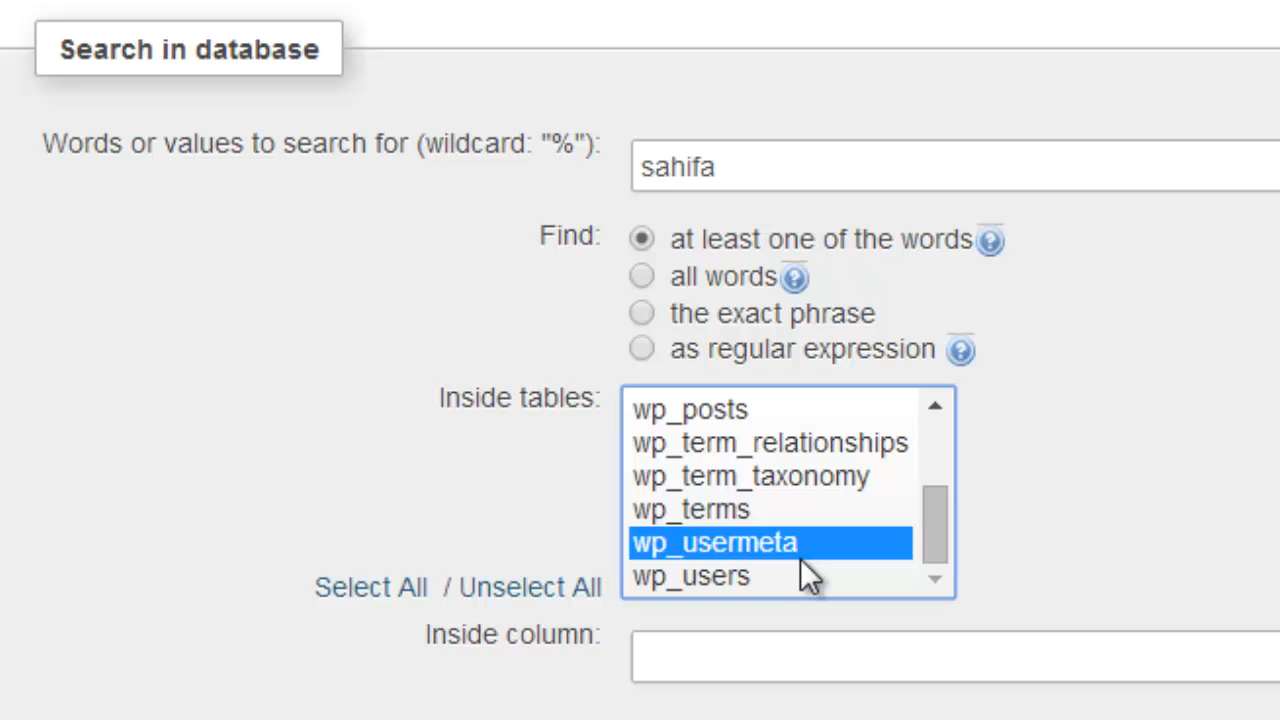 Search in database
Words or values to search for (wildcard: "%"):
sahifa
Find:
at least one of the words
all words
the exact phrase
as regular expression
Inside tables:
wp_posts
wp_term_relationships
wp_term_taxonomy
wp_terms
wp_usermeta
wp_users
Select All / Unselect All
Inside column: